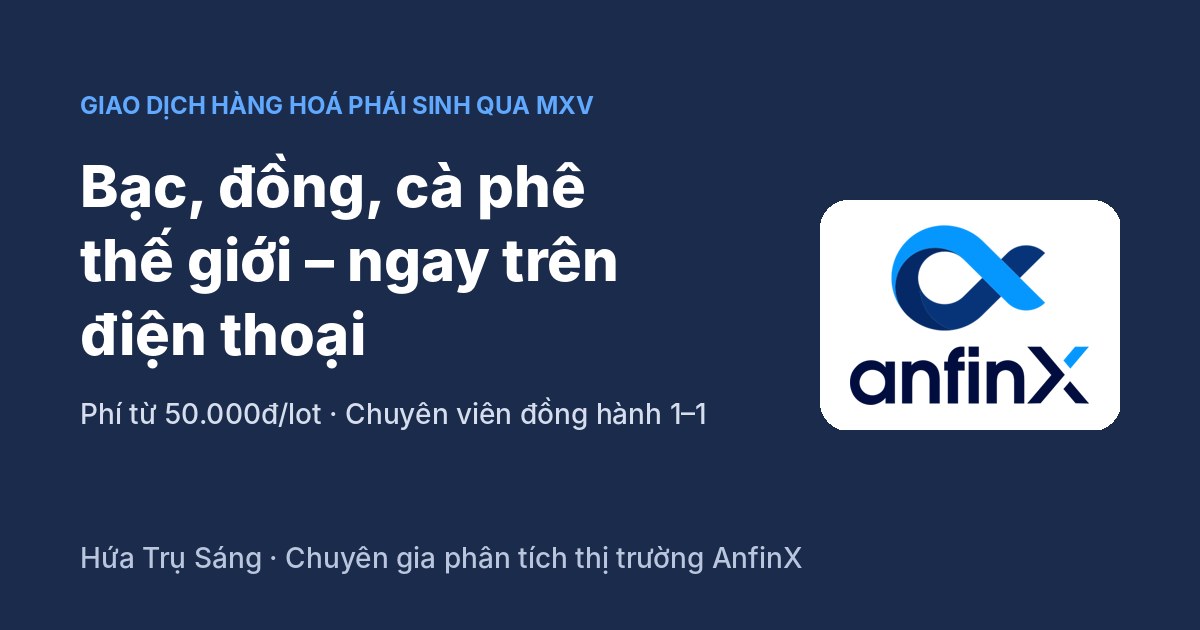 GIAO DỊCH HÀNG HOÁ PHÁI SINH QUA MXV
Bạc, đồng, cà phê
thế giới – ngay trên
điện thoại
Phí từ 50.000đ/lot · Chuyên viên đồng hành 1–1
anfinX
Hứa Trụ Sáng · Chuyên gia phân tích thị trường AnfinX